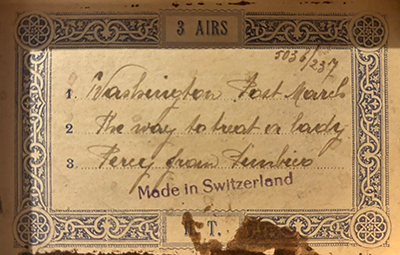 3 AIRS
5036/237
1 Washington Post March
2 The way to treat a lady
3 Percy from Pimlico
Made in Switzerland
T.